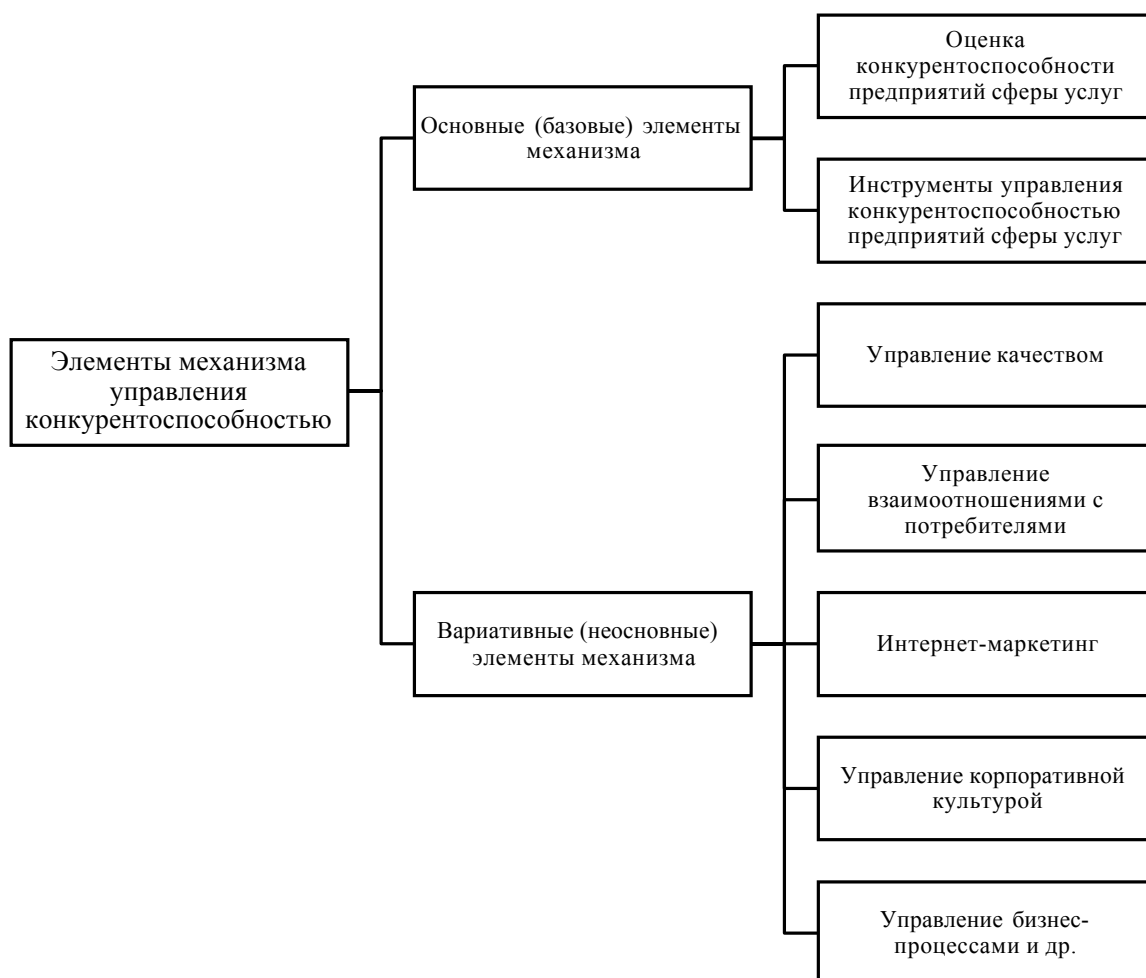 Элементы механизма
управления
конкурентоспособностью
Основные (базовые) элементы
механизма
Оценка
конкурентоспособности
предприятий сферы услуг
Инструменты управления
конкурентоспособностью
предприятий сферы услуг
Вариативные (неосновные)
элементы механизма
Управление качеством
Управление
взаимоотношениями с
потребителями
Интернет-маркетинг
Управление корпоративной
культурой
Управление бизнес-
процессами и др.